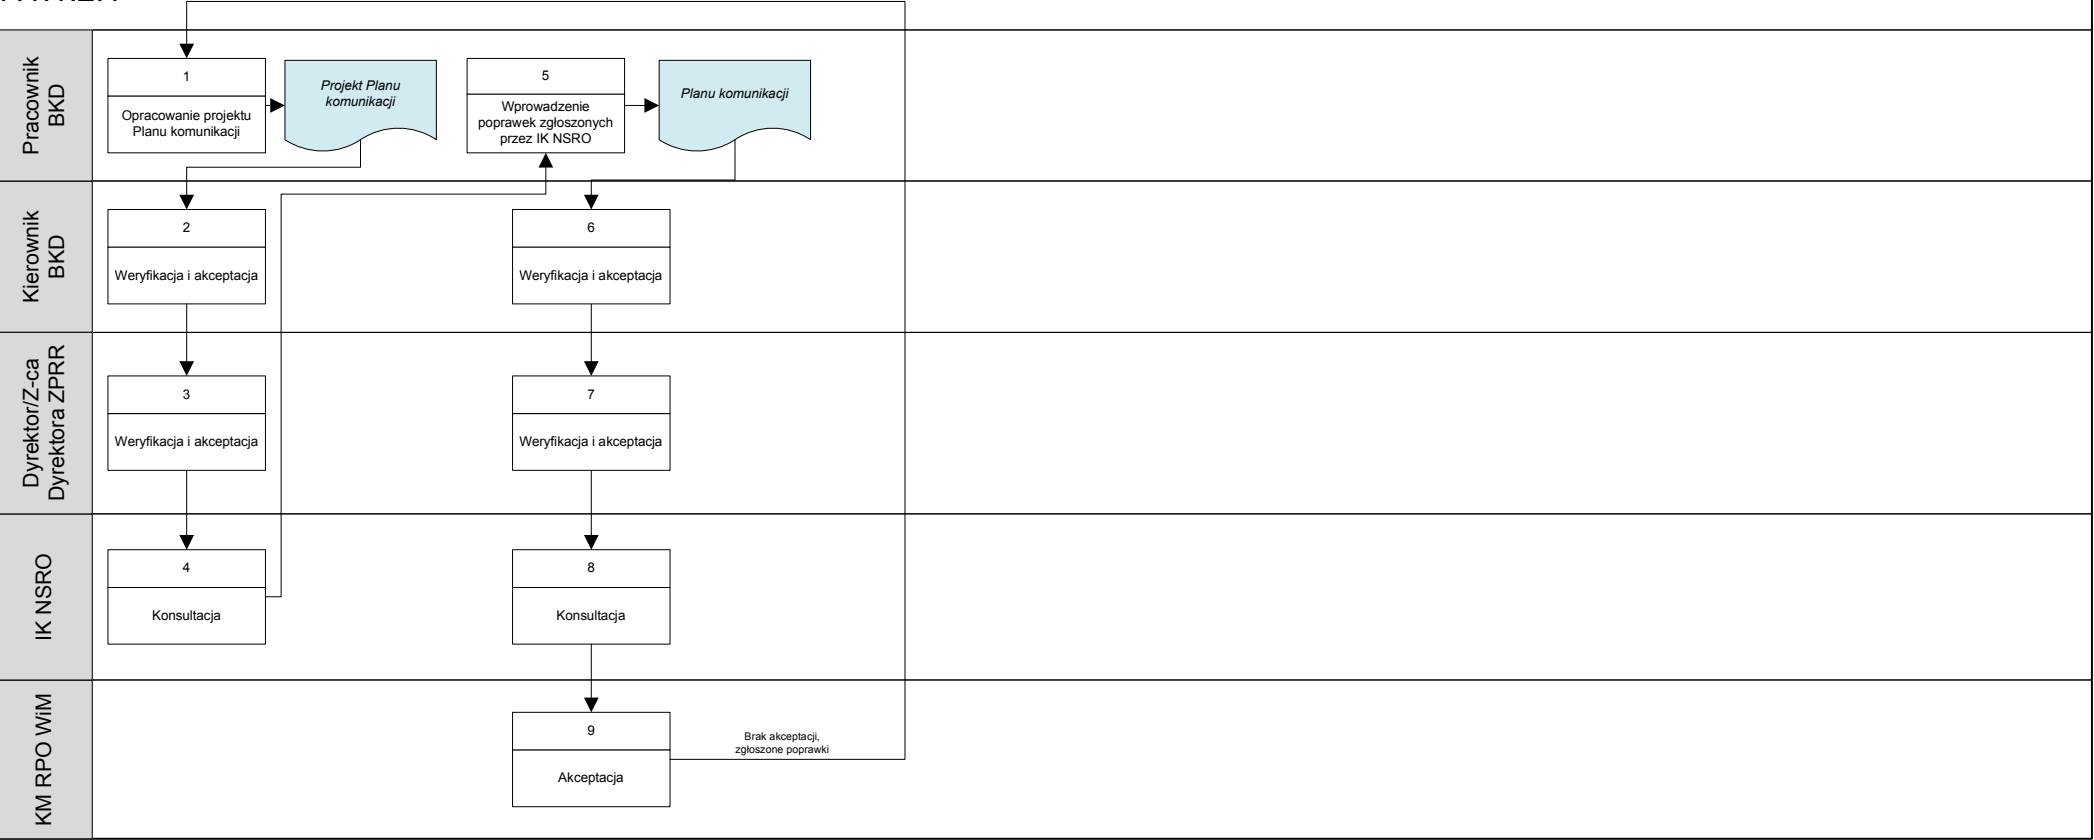 Pracownik
BKD
1
Opracowanie projektu
Planu komunikacji
Projekt Planu
komunikacji
5
Wprowadzenie
poprawek zgłoszonych
przez IK NSRO
Planu komunikacji
Kierownik
BKD
2
Weryfikacja i akceptacja
6
Weryfikacja i akceptacja
Dyrektor/Z-ca
Dyrektora ZPRR
3
Weryfikacja i akceptacja
7
Weryfikacja i akceptacja
IK NSRO
4
Konsultacja
8
Konsultacja
KM RPO WiM
9
Akceptacja
Brak akceptacji,
zgłoszone poprawki